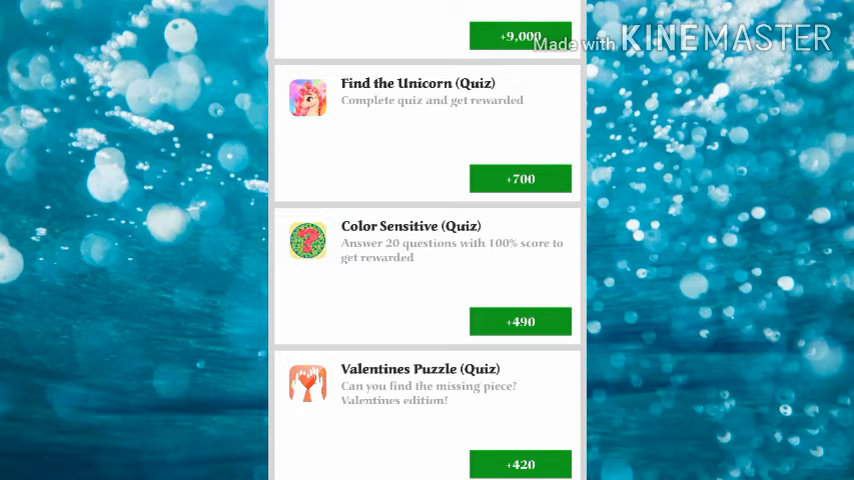 +9,000
Made with KINEMASTER
Find the Unicorn (Quiz)
Complete quiz and get rewarded
+700
Color Sensitive (Quiz)
Answer 20 questions with 100% score to
get rewarded
+490
Valentines Puzzle (Quiz)
Can you find the missing piece?
Valentines edition!
+420